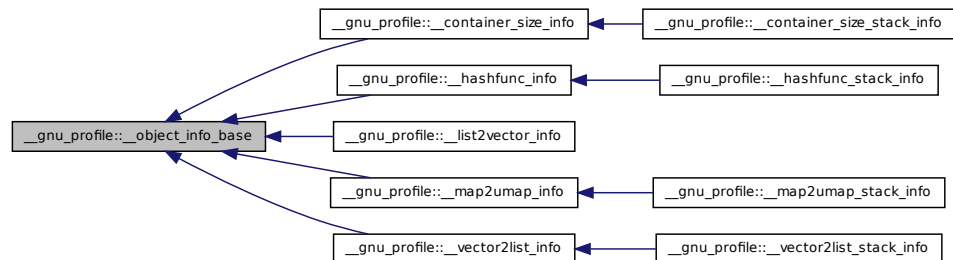 __gnu_profile::__container_size_info
__gnu_profile::__container_size_stack_info
__gnu_profile::__hashfunc_info
__gnu_profile::__hashfunc_stack_info
__gnu_profile::__object_info_base
__gnu_profile::__list2vector_info
__gnu_profile::__map2umap_info
__gnu_profile::__map2umap_stack_info
__gnu_profile::__vector2list_info
__gnu_profile::__vector2list_stack_info